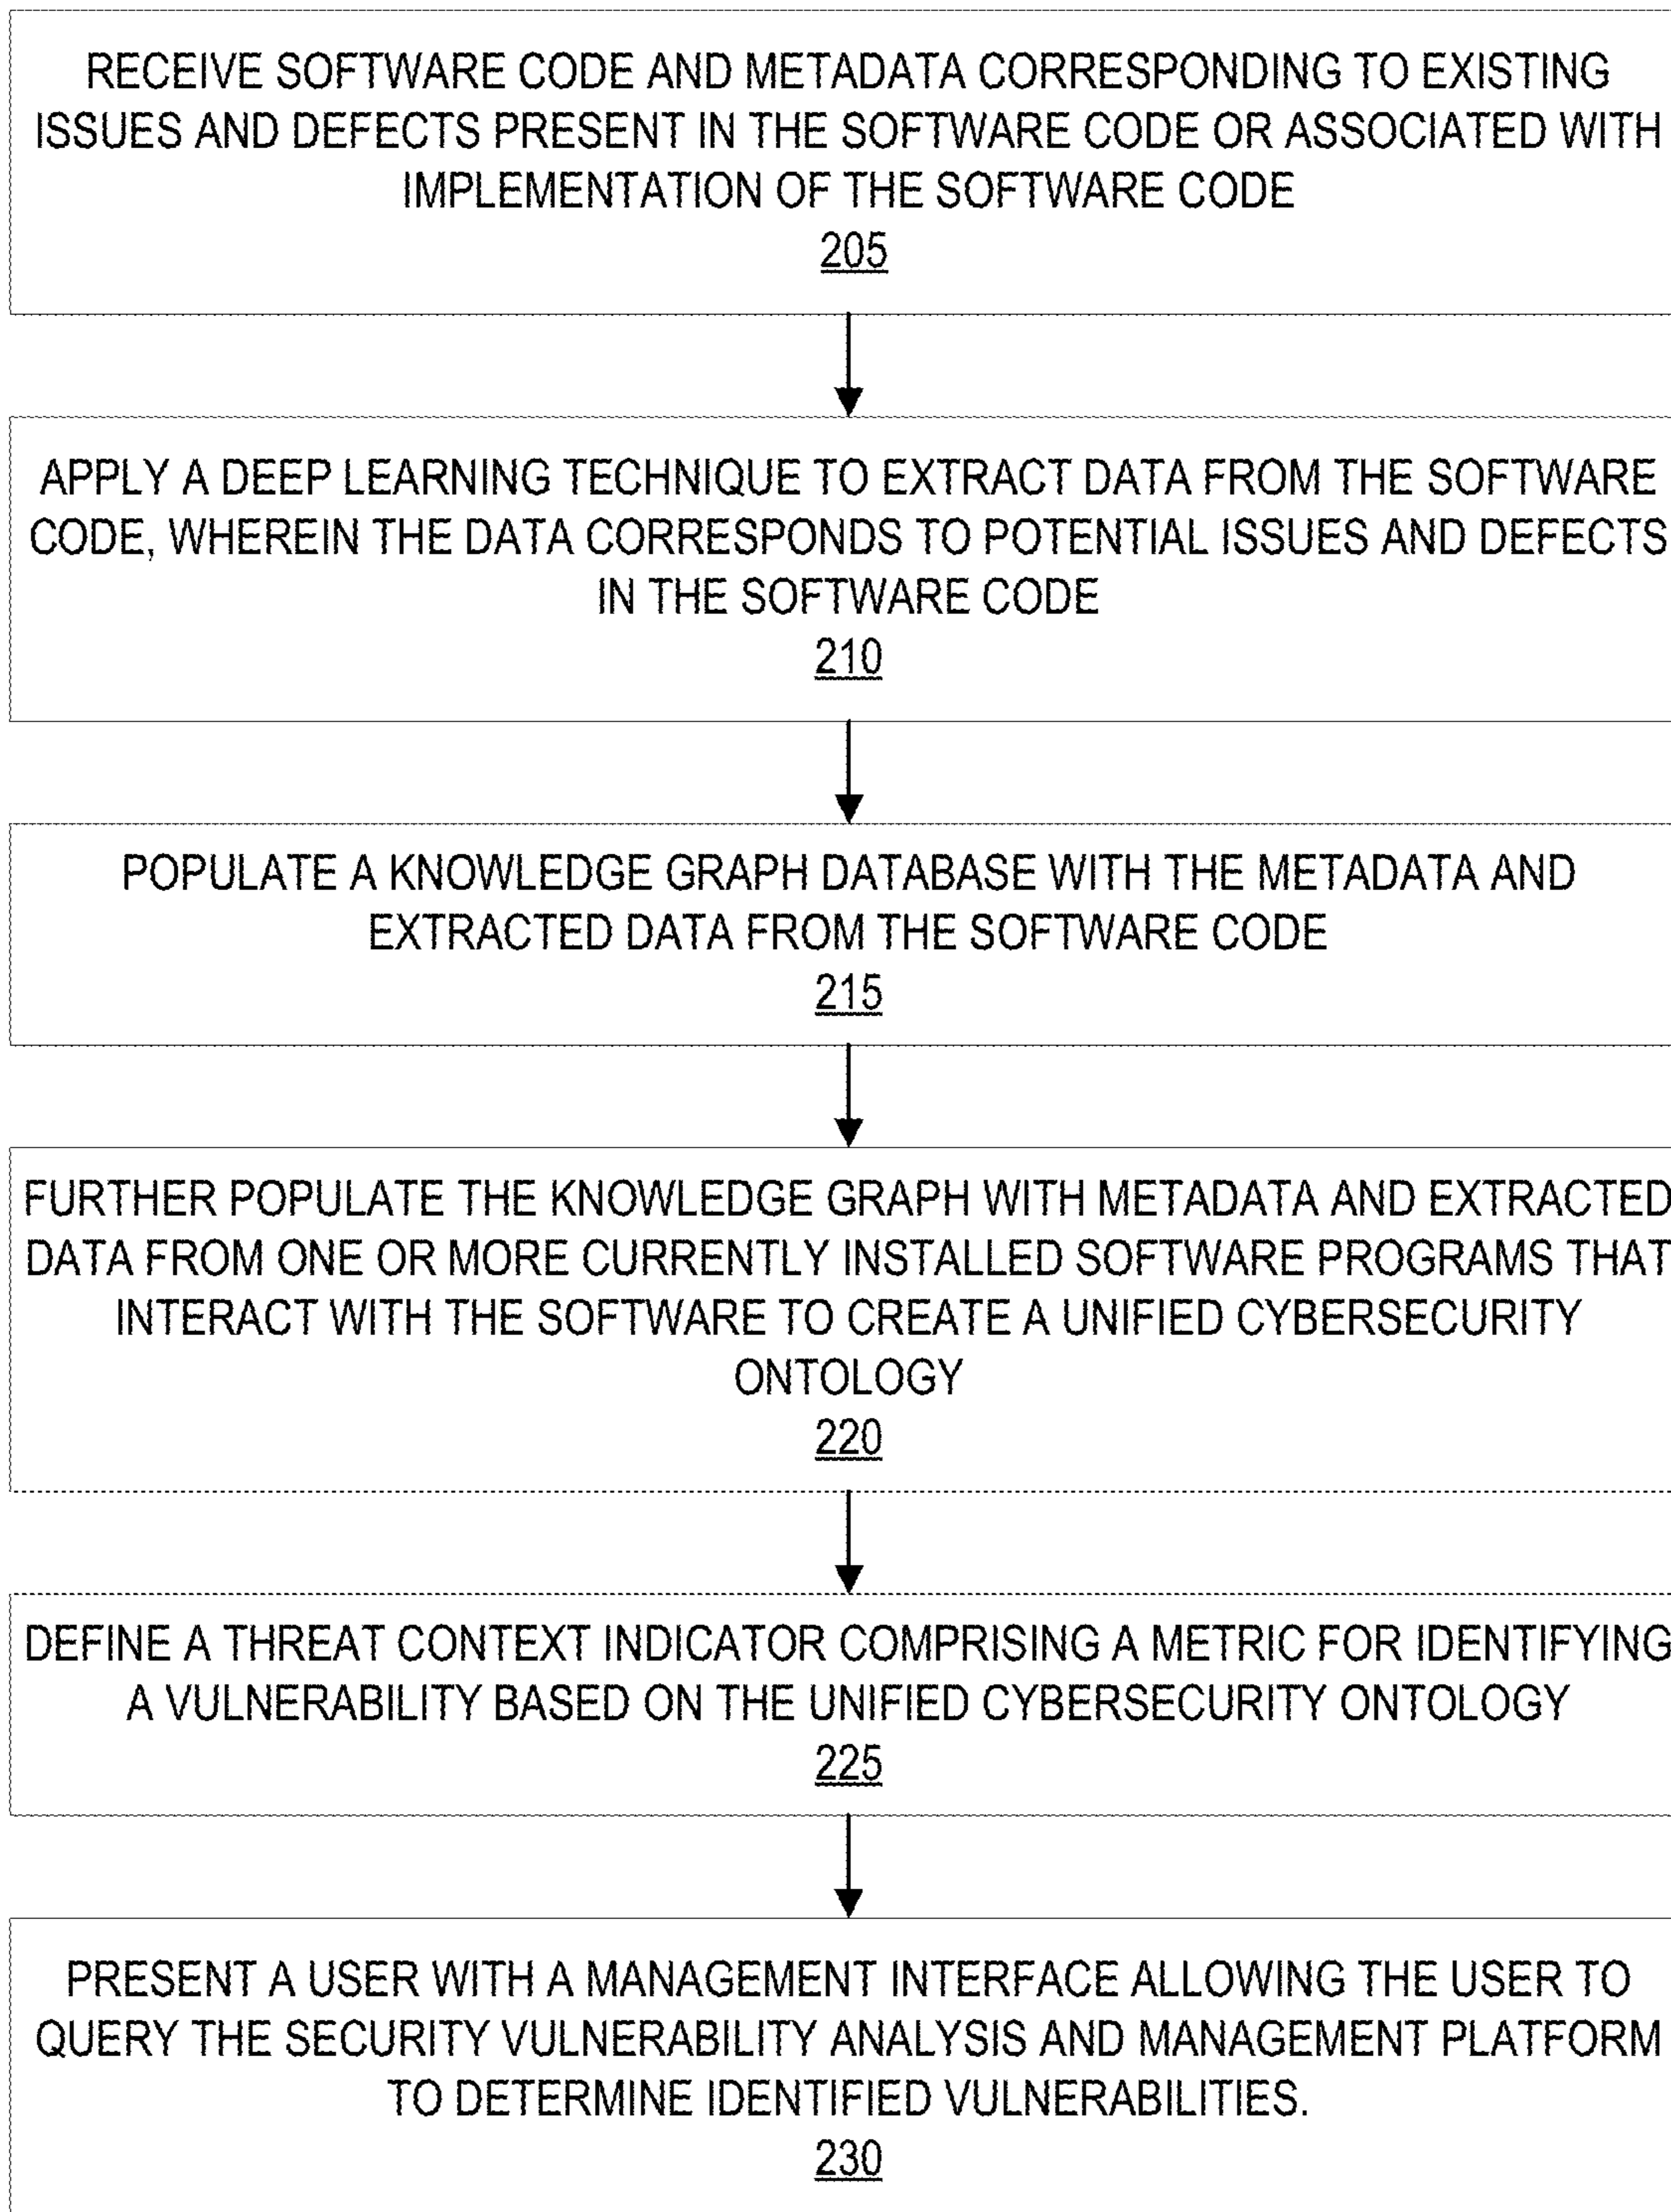 RECEIVE SOFTWARE CODE AND METADATA CORRESPONDING TO EXISTING
ISSUES AND DEFECTS PRESENT IN THE SOFTWARE CODE OR ASSOCIATED WITH
IMPLEMENTATION OF THE SOFTWARE CODE
205
APPLY A DEEP LEARNING TECHNIQUE TO EXTRACT DATA FROM THE SOFTWARE
CODE, WHEREIN THE DATA CORRESPONDS TO POTENTIAL ISSUES AND DEFECTS
IN THE SOFTWARE CODE
210
POPULATE A KNOWLEDGE GRAPH DATABASE WITH THE METADATA AND
EXTRACTED DATA FROM THE SOFTWARE CODE
215
FURTHER POPULATE THE KNOWLEDGE GRAPH WITH METADATA AND EXTRACTED
DATA FROM ONE OR MORE CURRENTLY INSTALLED SOFTWARE PROGRAMS THAT
INTERACT WITH THE SOFTWARE TO CREATE A UNIFIED CYBERSECURITY
ONTOLOGY
220
DEFINE A THREAT CONTEXT INDICATOR COMPRISING A METRIC FOR IDENTIFYING
A VULNERABILITY BASED ON THE UNIFIED CYBERSECURITY ONTOLOGY
225
PRESENT A USER WITH A MANAGEMENT INTERFACE ALLOWING THE USER TO
QUERY THE SECURITY VULNERABILITY ANALYSIS AND MANAGEMENT PLATFORM
TO DETERMINE IDENTIFIED VULNERABILITIES.
230